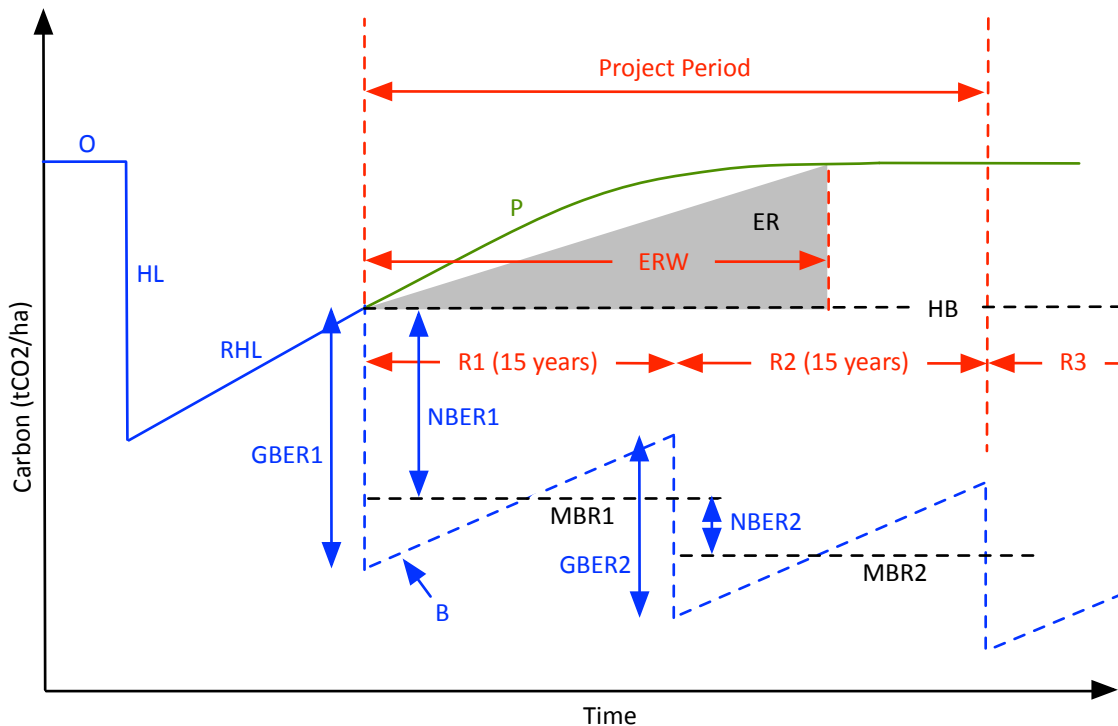 Project Period
O
P
ER
HL
ERW
HB
RHL
R1 (15 years)
R2 (15 years)
R3
NBER1
GBER1
MBR1
NBER2
GBER2
MBR2
B
Carbon (tCO2/ha)
Time